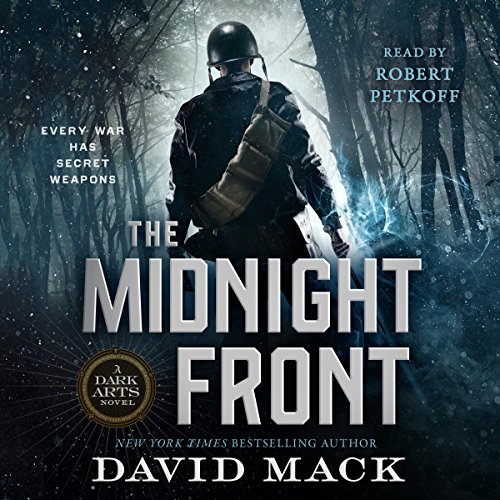 READ BY
ROBERT
PETKOFF
EVERY WAR
HAS
SECRET
WEAPONS
THE
MIDNIGHT
FRONT
A
DARK
ARTS
NOVEL
NEW YORK TIMES BESTSELLING AUTHOR
DAVID MACK